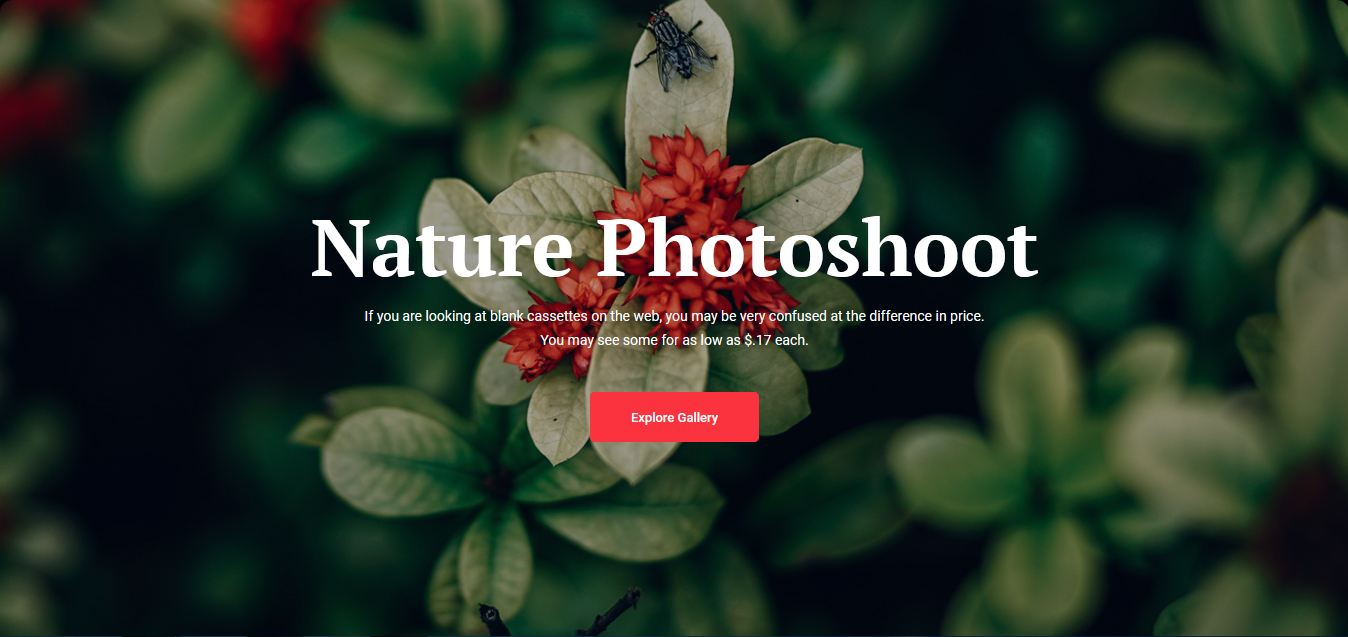 Nature Photoshoot
If you are looking at blank cassettes on the web, you may be very confused at the difference in price.
You may see some for as low as $.17 each.
Explore Gallery